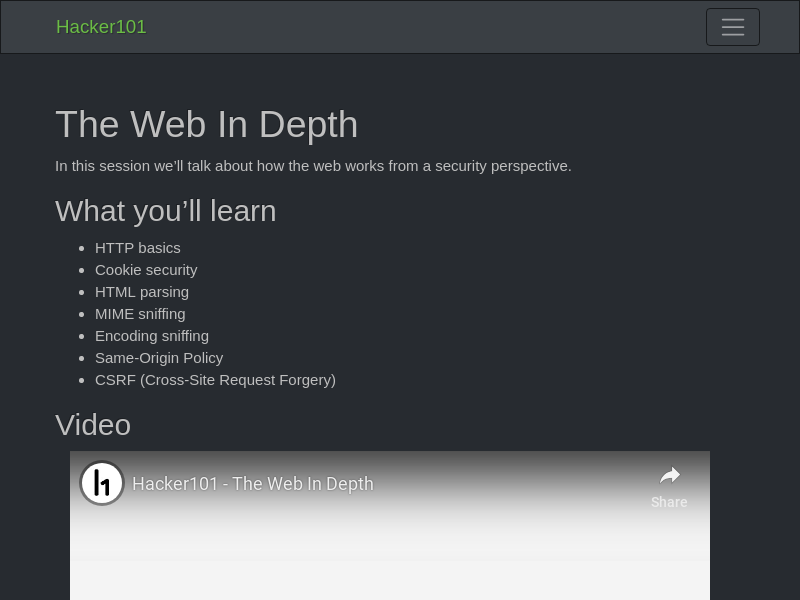 Hacker101
The Web In Depth
In this session we’ll talk about how the web works from a security perspective.
What you’ll learn
HTTP basics
Cookie security
HTML parsing
MIME sniffing
Encoding sniffing
Same-Origin Policy
CSRF (Cross-Site Request Forgery)
Video
h1
Hacker101 - The Web In Depth
Share